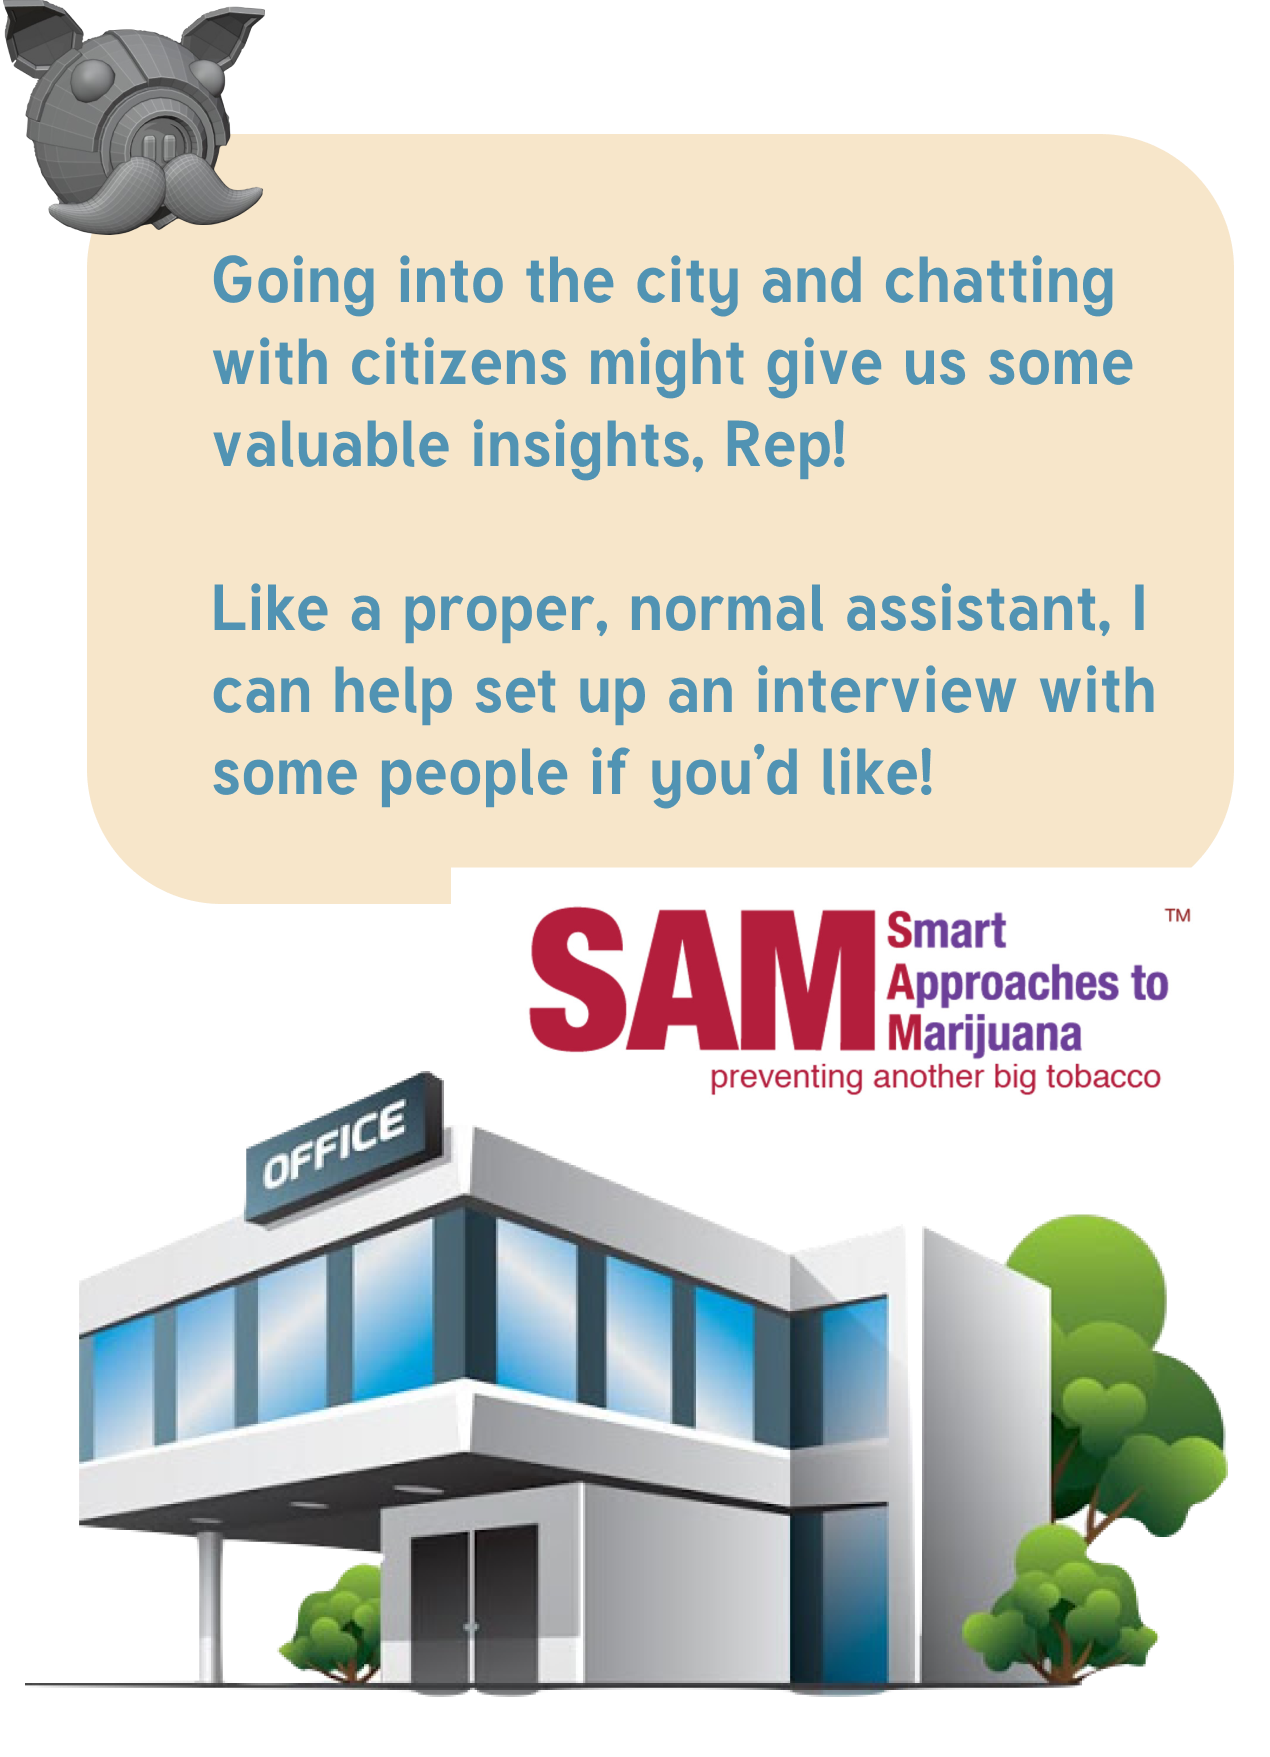 Going into the city and chatting
with citizens might give us some
valuable insights, Rep!
Like a proper, normal assistant, I
can help set up an interview with
some people if you'd like!
SAM
Smart
Approaches to
Marijuana
TM
preventing another big tobacco
OFFICE